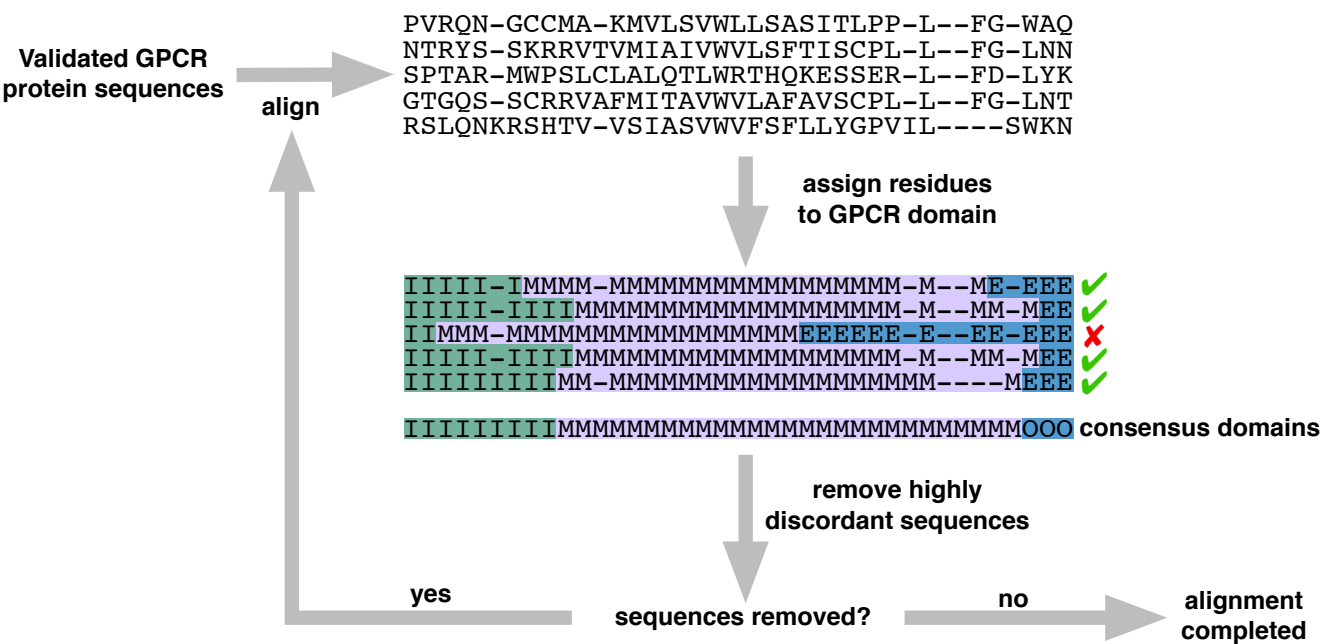 PVRQN-GCCMA-KMVLSVWLLSASITLPP-L--FG-WAQ
NTRYS-SKRRVTVMIAIVWVLSFTISCPL-L--FG-LNN
SPTAR-MWPSLCLALQTLWRTHQKESSER-L--FD-LYK
GTGQS-SCRRVAFMITAVWVLAFAVSCPL-L--FG-LNT
RSLQNKRSHTV-VSIASVWVFSFLLYGPVIL----SWKN
Validated GPCR
protein sequences
align
assign residues
to GPCR domain
IIIII-IMMMM-MMMMMMMMMMMMMMMMM-M--ME-EEE
IIIII-IIIIMMMMMMMMMMMMMMMMMMM-M--MM-MEE
IIMMM-MMMMMMMMMMMMMMMMMEEEEEE-E--EE-EEE
IIIII-IIIIMMMMMMMMMMMMMMMMMMM-M--MM-MEE
IIIIIIIIIMM-MMMMMMMMMMMMMMMMMMM----MEEE
IIIIIIIIIMMMMMMMMMMMMMMMMMMMMMMMMMMMOOO consensus domains
remove highly
discordant sequences
yes
sequences removed?
no
alignment
completed